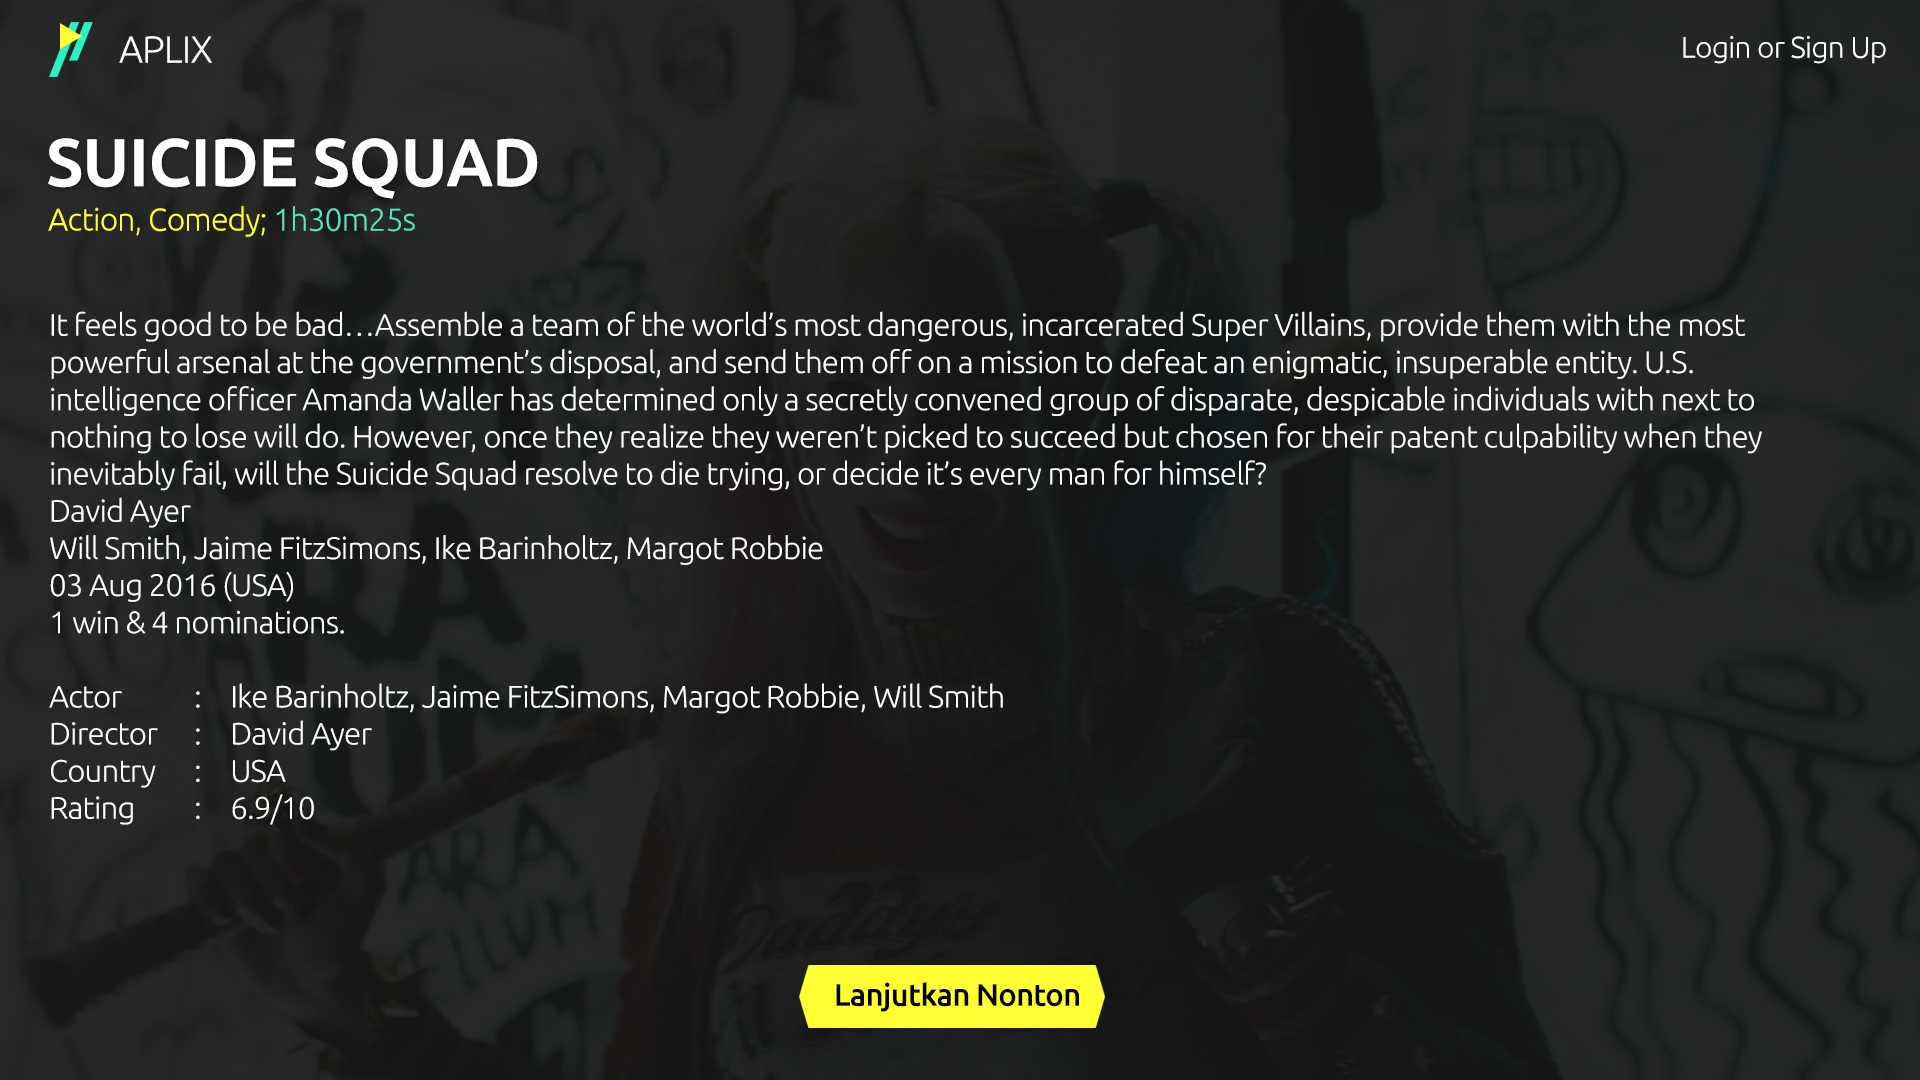 APLIX
Login or Sign Up
SUICIDE SQUAD
Action, Comedy; 1h30m25s
It feels good to be bad…Assemble a team of the world’s most dangerous, incarcerated Super Villains, provide them with the most
powerful arsenal at the government’s disposal, and send them off on a mission to defeat an enigmatic, insuperable entity. U.S.
intelligence officer Amanda Waller has determined only a secretly convened group of disparate, despicable individuals with next to
nothing to lose will do. However, once they realize they weren’t picked to succeed but chosen for their patent culpability when they
inevitably fail, will the Suicide Squad resolve to die trying, or decide it’s every man for himself?
David Ayer
Will Smith, Jaime FitzSimons, Ike Barinholtz, Margot Robbie
03 Aug 2016 (USA)
1 win & 4 nominations.
Actor : Ike Barinholtz, Jaime FitzSimons, Margot Robbie, Will Smith
Director : David Ayer
Country : USA
Rating : 6.9/10
Daddy's
Lanjutkan Nonton